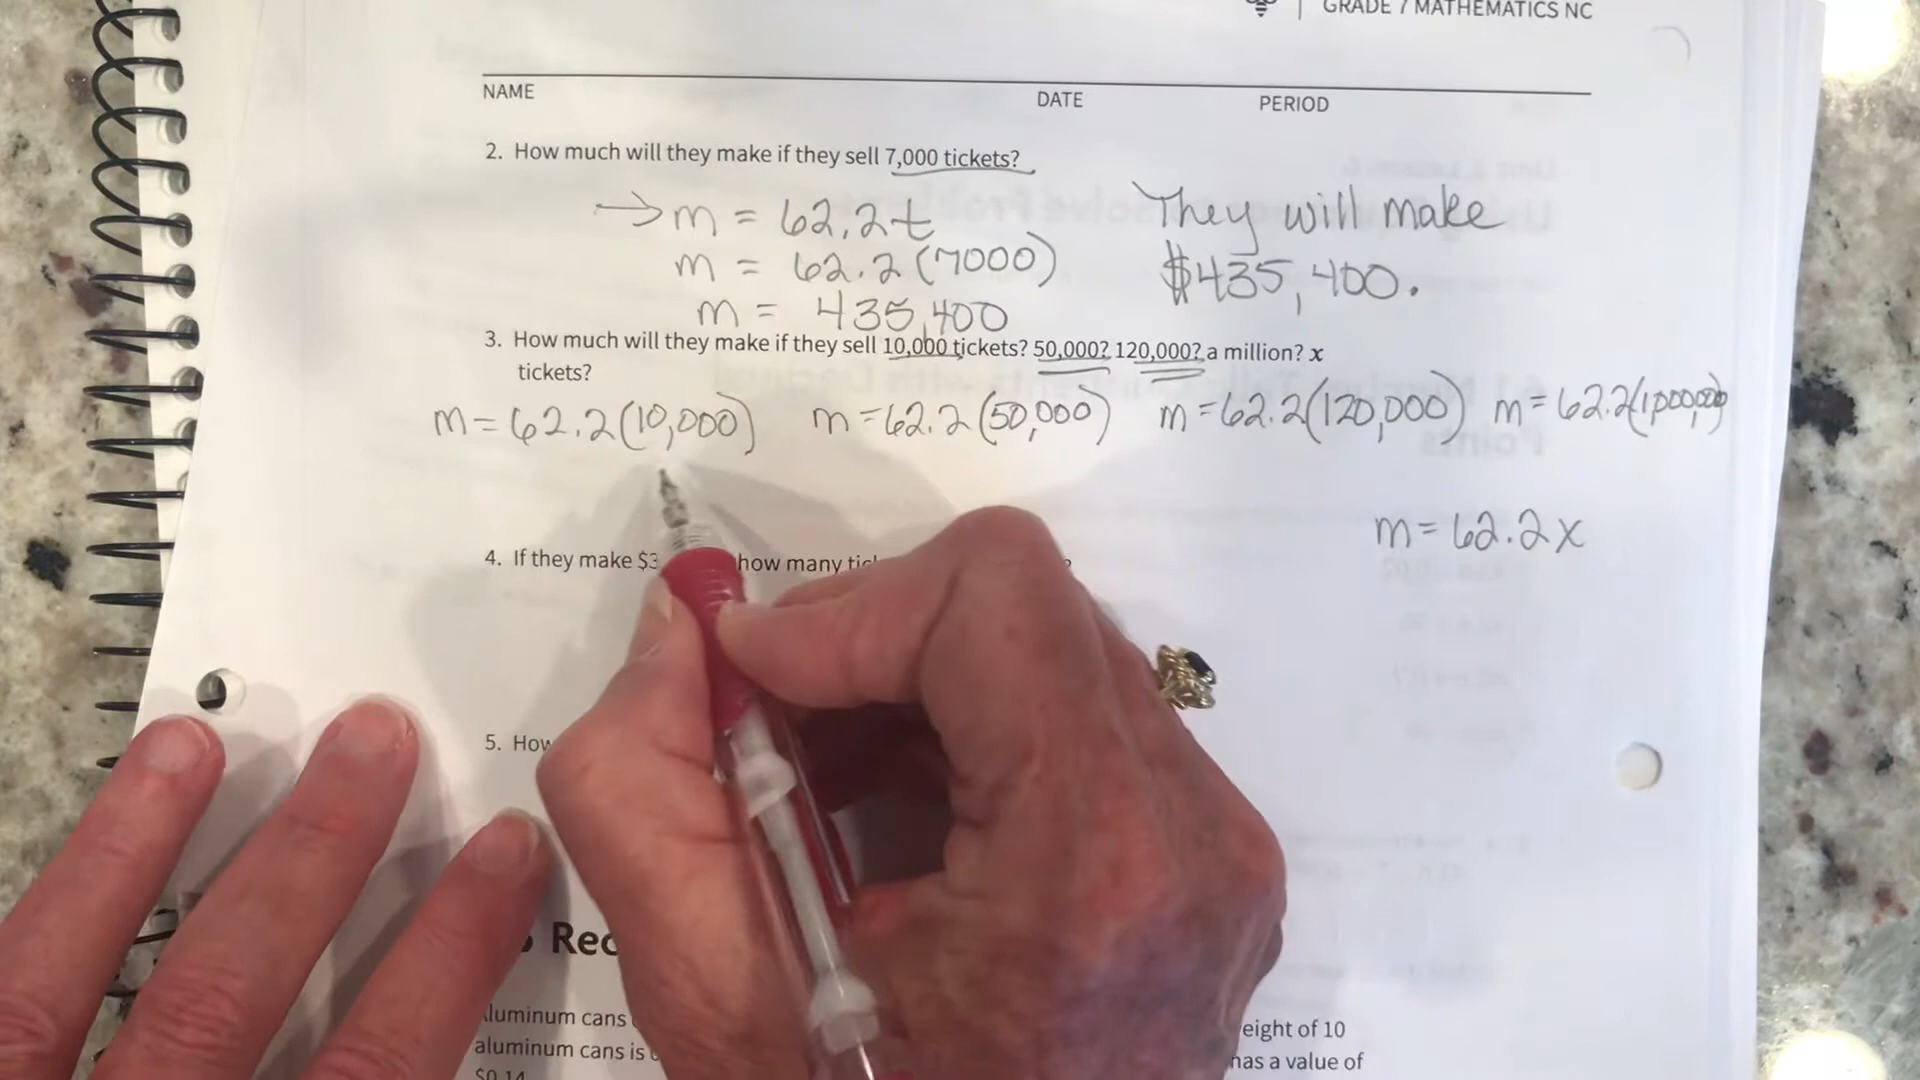 GRADE 7 MATHEMATICS NC
NAME DATE PERIOD
2. How much will they make if they sell 7,000 tickets?
→ m = 62.2t
m = 62.2(7000)
m = 435,400
They will make
$435,400.
3. How much will they make if they sell 10,000 tickets? 50,000? 120,000? a million? x
tickets?
m = 62.2(10,000) m = 62.2(50,000) m = 62.2(120,000) m = 62.2(1,000,000)
m = 62.2x
4. If they make $3 how many
5. How
aluminum cans eight of 10
aluminum cans is has a value of
$0.14